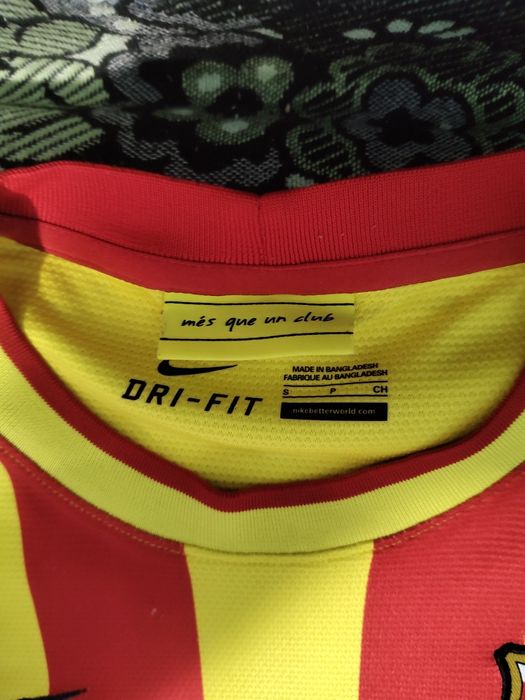 més que un club
DRI-FIT
MADE IN BANGLADESH
FABRIQUE AU BANGLADESH
S P CH
nikebetterworld.com